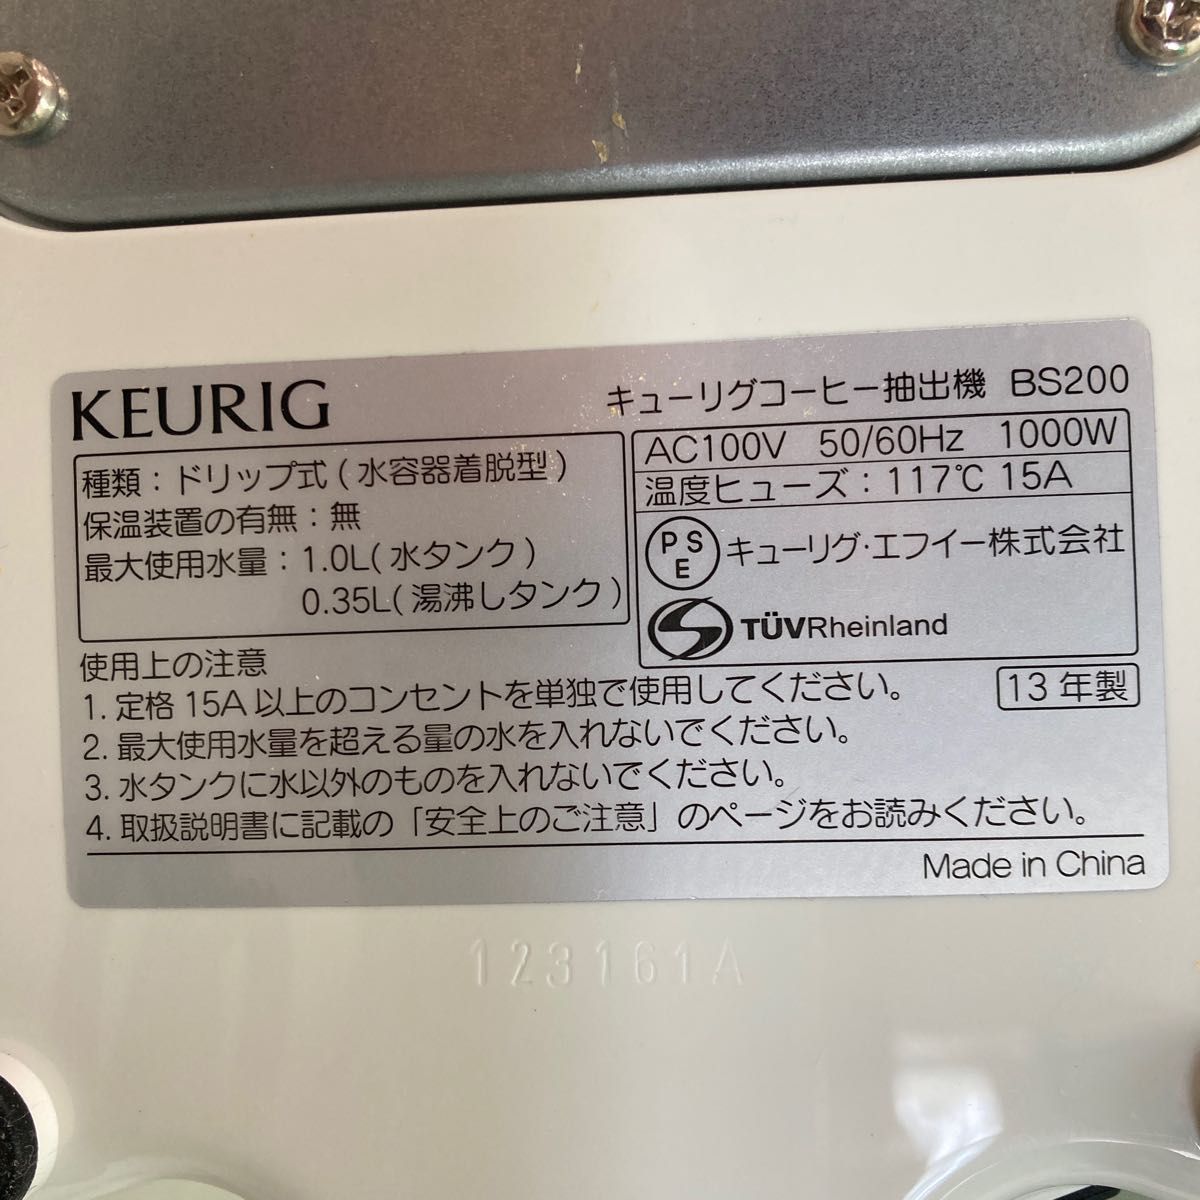 KEURIG
キューリグコーヒー抽出機 BS200
種類：ドリップ式(水容器着脱型)
保温装置の有無：無
最大使用水量：1.0L(水タンク)
0.35L(湯沸しタンク)
AC100V 50/60Hz 1000W
温度ヒューズ：117℃ 15A
PSE キューリグ・エフイー株式会社
TÜVRheinland
使用上の注意
1. 定格15A以上のコンセントを単独で使用してください。
13年製
2. 最大使用水量を超える量の水を入れないでください。
3. 水タンクに水以外のものを入れないでください。
4. 取扱説明書に記載の「安全上のご注意」のページをお読みください。
Made in China
123161A